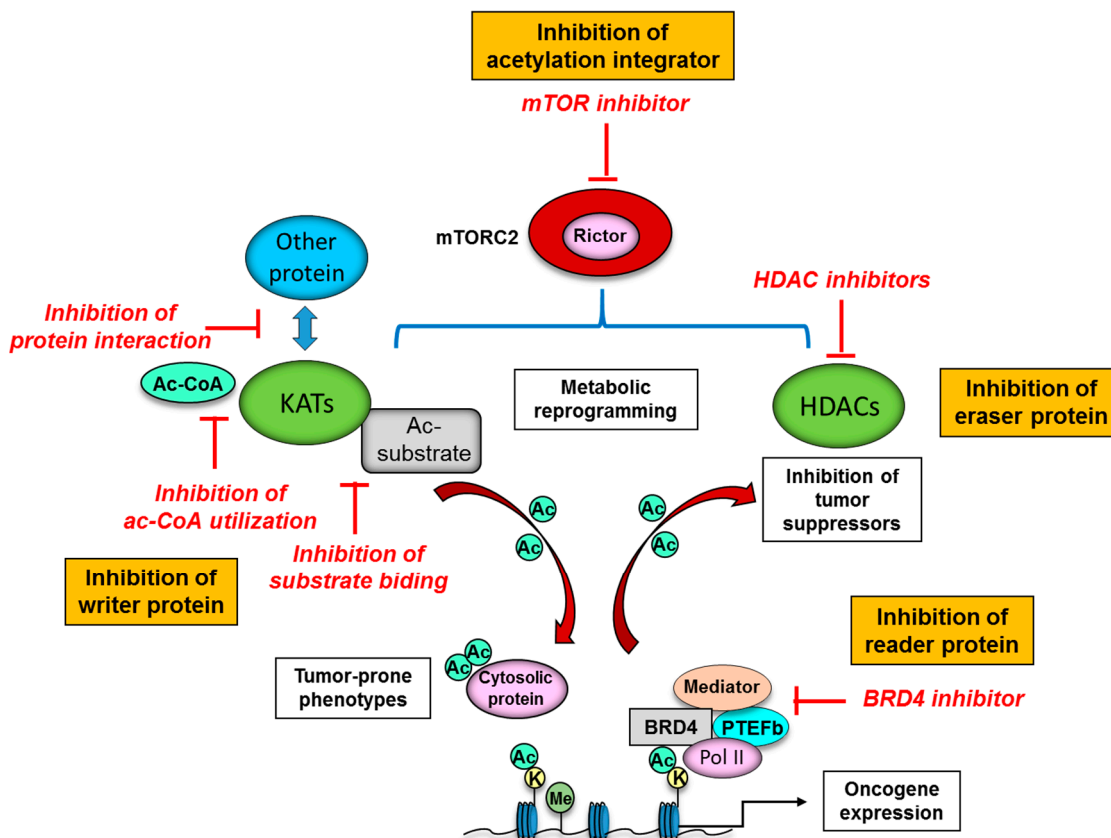 Inhibition of
acetylation integrator
mTOR inhibitor
mTORC2
Rictor
Other
protein
HDAC inhibitors
Inhibition of
protein interaction
Ac-CoA
KATs
Ac-
substrate
Metabolic
reprogramming
HDACs
Inhibition of
eraser protein
Inhibition of
tumor
suppressors
Inhibition of
ac-CoA utilization
Inhibition of
substrate biding
Inhibition of
writer protein
Ac
Ac
Ac
Ac
Inhibition of
reader protein
BRD4 inhibitor
Tumor-prone
phenotypes
Ac
Ac
Cytosolic
protein
Mediator
BRD4
PTEFb
Pol II
Ac
K
Me
Ac
K
Oncogene
expression